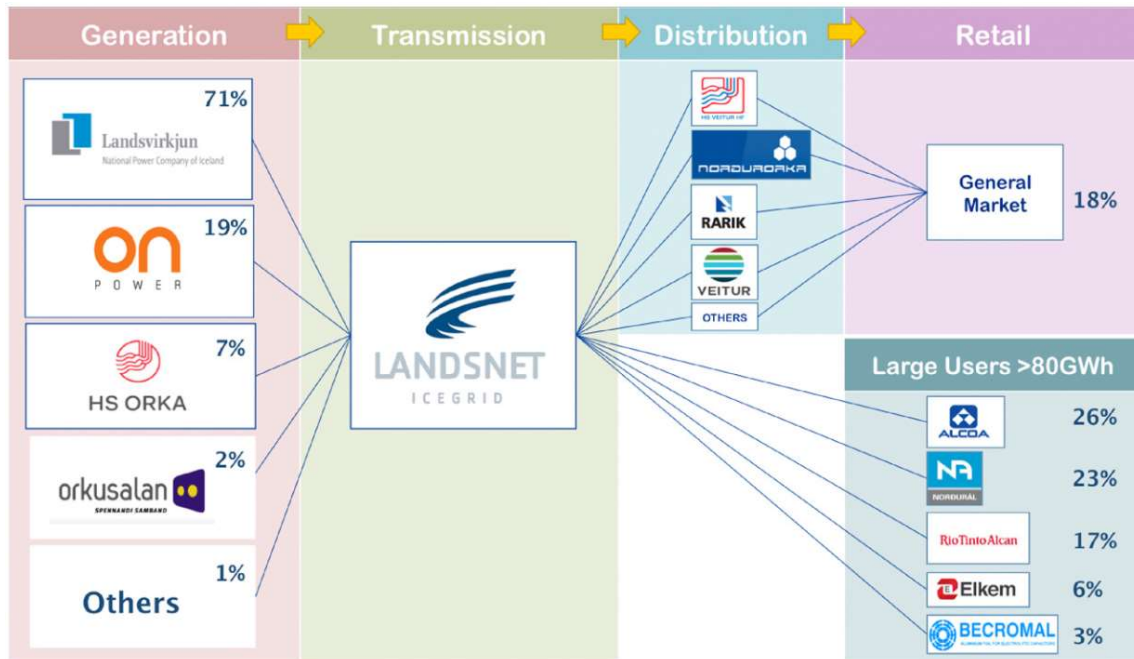 Generation
Transmission
Distribution
Retail
71%
Landsvirkjun
National Power Company of Iceland
19%
on
POWER
7%
HS ORKA
2%
orkusalan
SPENNANDI SAMBAND
1%
Others
LANDSNET
ICEGRID
HS VEITUR HF
NORDURORKA
RARIK
VEITUR
OTHERS
General
Market
18%
Large Users >80GWh
ALCOA
26%
NA
NORÐURÁL
23%
RioTintoAlcan
17%
Elkem
6%
BECROMAL
3%